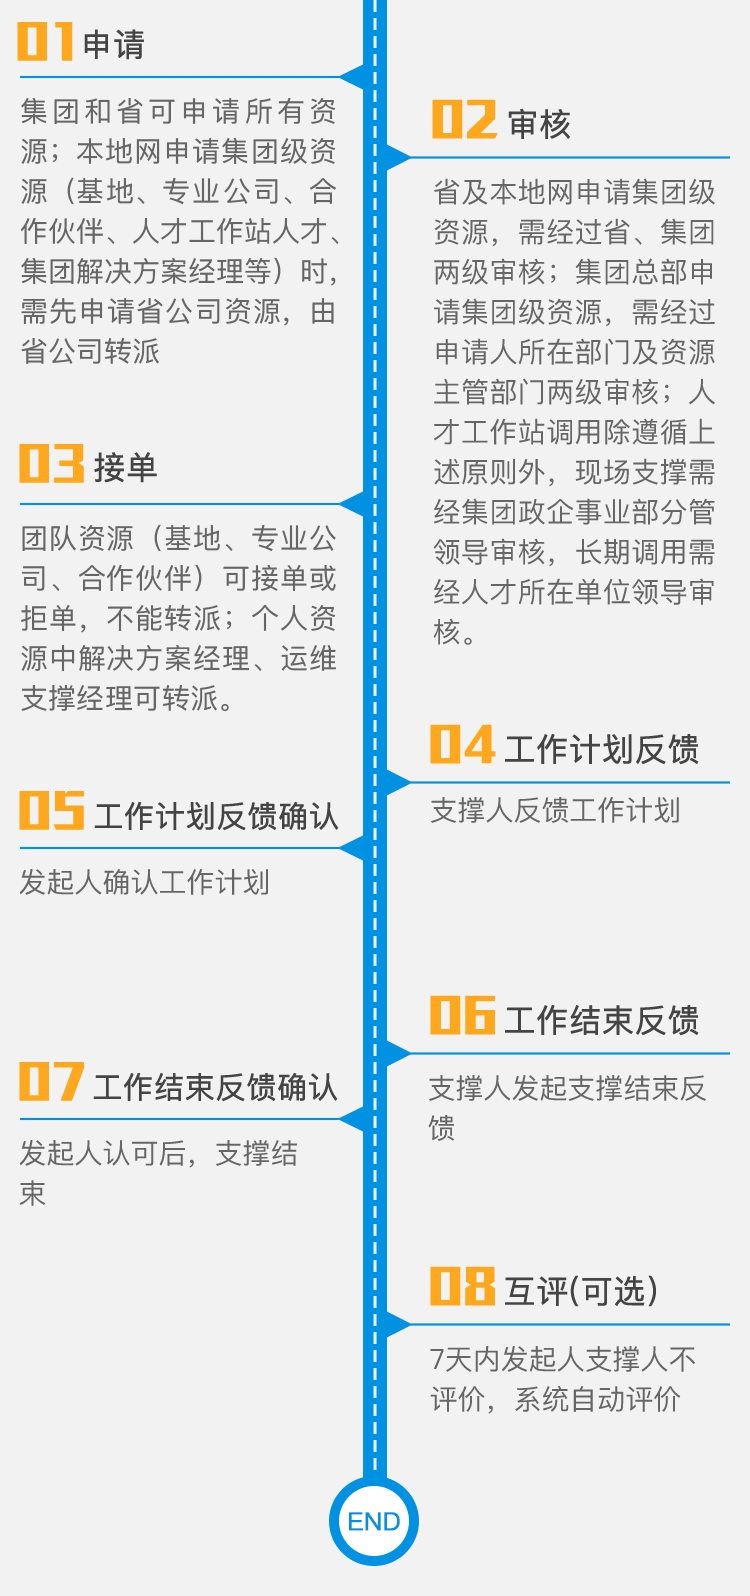 01 申请
集团和省可申请所有资
源；本地网申请集团级资
源（基地、专业公司、合
作伙伴、人才工作站人才、
集团解决方案经理等）时，
需先申请省公司资源，由
省公司转派
02 审核
省及本地网申请集团级
资源，需经过省、集团
两级审核；集团总部申
请集团级资源，需经过
申请人所在部门及资源
主管部门两级审核；人
才工作站调用除遵循上
述原则外，现场支撑需
经集团政企事业部分管
领导审核，长期调用需
经人才所在单位领导审
核。
03 接单
团队资源（基地、专业公
司、合作伙伴）可接单或
拒单，不能转派；个人资
源中解决方案经理、运维
支撑经理可转派。
04 工作计划反馈
支撑人反馈工作计划
05 工作计划反馈确认
发起人确认工作计划
06 工作结束反馈
支撑人发起支撑结束反
馈
07 工作结束反馈确认
发起人认可后，支撑结
束
08 互评(可选)
7天内发起人支撑人不
评价，系统自动评价
END